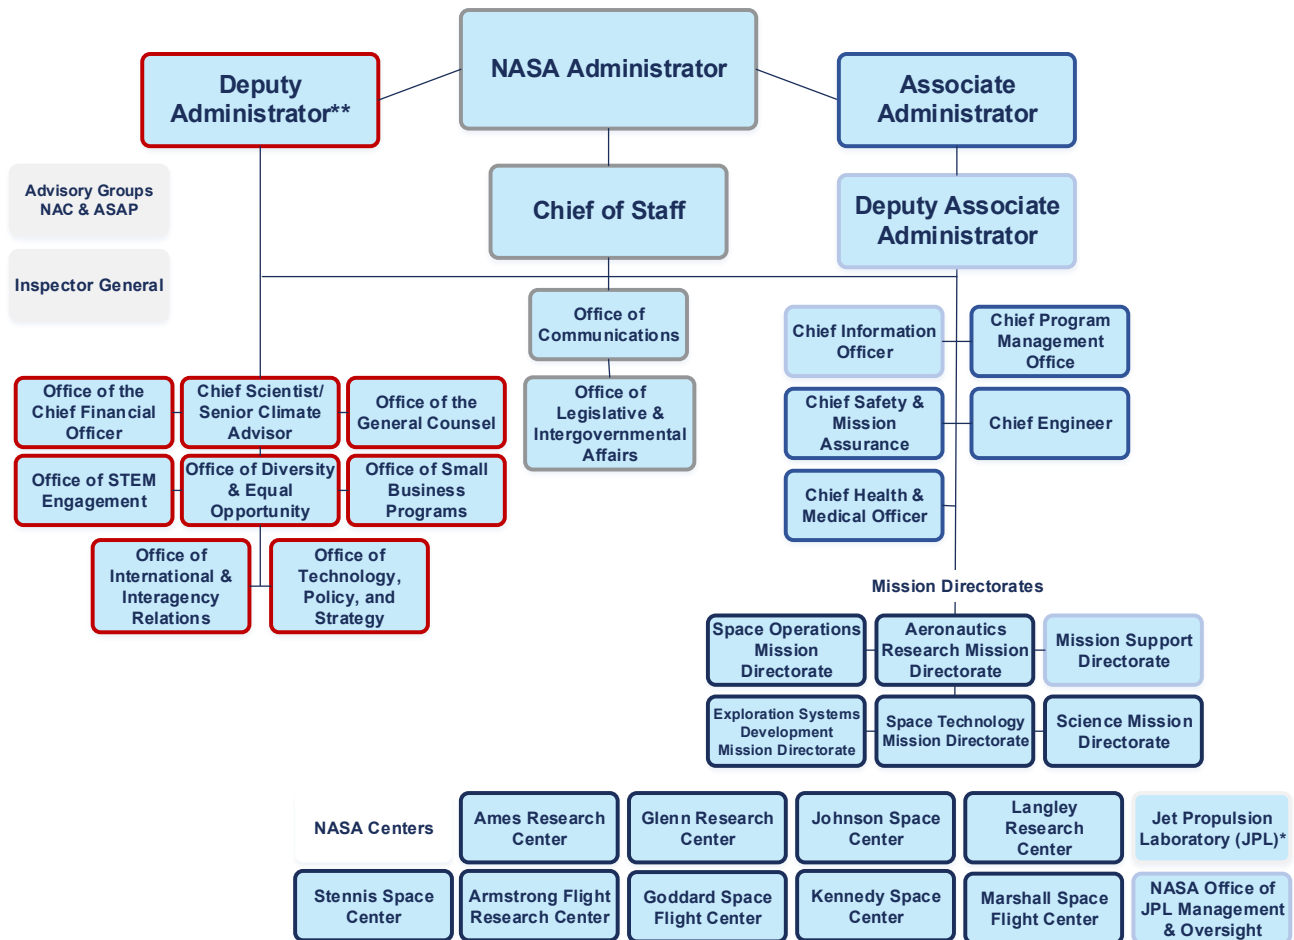 NASA Administrator
Deputy
Administrator**
Associate
Administrator
Advisory Groups
NAC & ASAP
Chief of Staff
Deputy Associate
Administrator
Inspector General
Office of
Communications
Chief Information
Officer
Chief Program
Management
Office
Office of the
Chief Financial
Officer
Chief Scientist/
Senior Climate
Advisor
Office of the
General Counsel
Office of
Legislative &
Intergovernmental
Affairs
Chief Safety &
Mission
Assurance
Chief Engineer
Office of STEM
Engagement
Office of Diversity
& Equal
Opportunity
Office of Small
Business
Programs
Chief Health &
Medical Officer
Office of
International &
Interagency
Relations
Office of
Technology,
Policy, and
Strategy
Mission Directorates
Space Operations
Mission
Directorate
Aeronautics
Research Mission
Directorate
Mission Support
Directorate
Exploration Systems
Development
Mission Directorate
Space Technology
Mission Directorate
Science Mission
Directorate
NASA Centers
Ames Research
Center
Glenn Research
Center
Johnson Space
Center
Langley
Research
Center
Jet Propulsion
Laboratory (JPL)*
Stennis Space
Center
Armstrong Flight
Research Center
Goddard Space
Flight Center
Kennedy Space
Center
Marshall Space
Flight Center
NASA Office of
JPL Management
& Oversight